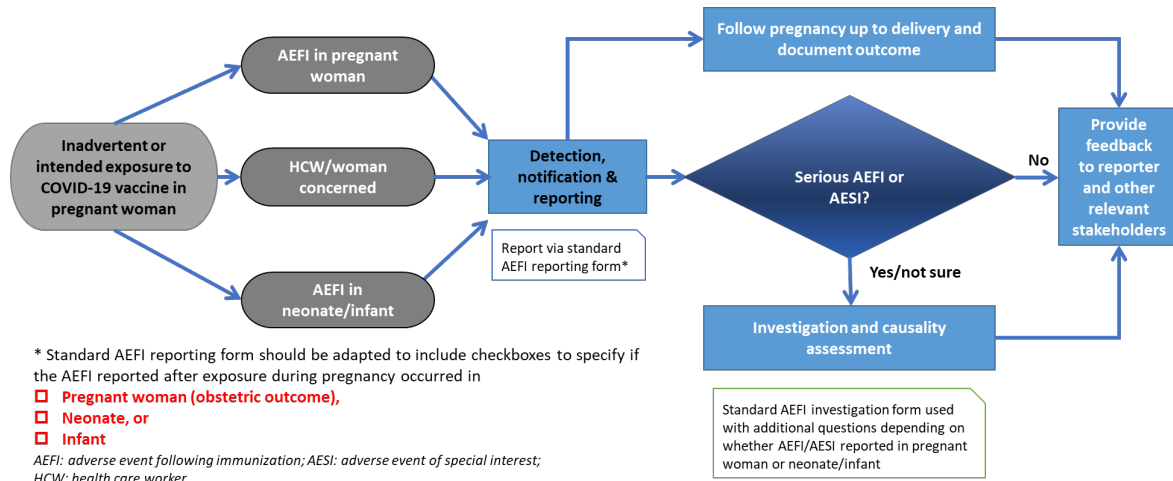 Follow pregnancy up to delivery and
document outcome
AEFI in pregnant
woman
Inadvertent or
intended exposure to
COVID-19 vaccine in
pregnant woman
HCW/woman
concerned
Detection,
notification &
reporting
Serious AEFI or
AESI?
No
Provide
feedback
to reporter
and other
relevant
stakeholders
Report via standard
AEFI reporting form*
Yes/not sure
AEFI in
neonate/infant
Investigation and causality
assessment
* Standard AEFI reporting form should be adapted to include checkboxes to specify if
the AEFI reported after exposure during pregnancy occurred in
Pregnant woman (obstetric outcome),
Neonate, or
Infant
AEFI: adverse event following immunization; AESI: adverse event of special interest;
HCW: health care worker
Standard AEFI investigation form used
with additional questions depending on
whether AEFI/AESI reported in pregnant
woman or neonate/infant